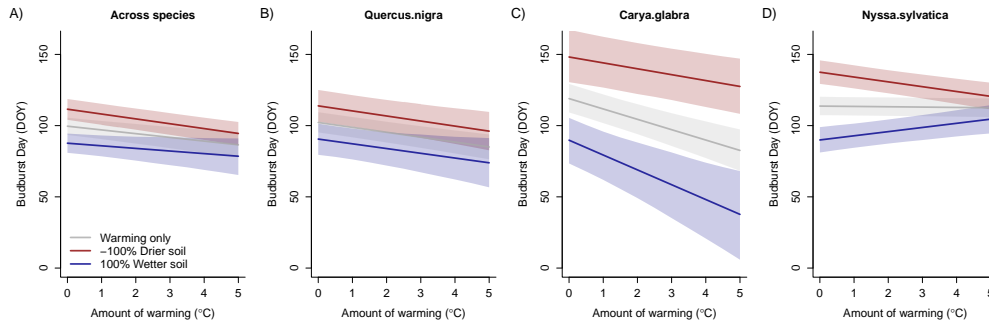 A)
Across species
Budburst Day (DOY)
150
100
50
0
Warming only
−100% Drier soil
100% Wetter soil
0 1 2 3 4 5
Amount of warming (°C)
B)
Quercus.nigra
Budburst Day (DOY)
150
100
50
0
0 1 2 3 4 5
Amount of warming (°C)
C)
Carya.glabra
Budburst Day (DOY)
150
100
50
0
0 1 2 3 4 5
Amount of warming (°C)
D)
Nyssa.sylvatica
Budburst Day (DOY)
150
100
50
0
0 1 2 3 4 5
Amount of warming (°C)